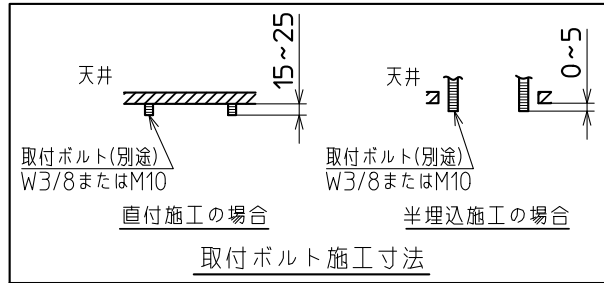 天井
15~25
取付ボルト(別途)
W3/8またはM10
直付施工の場合
天井
0~5
取付ボルト(別途)
W3/8またはM10
半埋込施工の場合
取付ボルト施工寸法